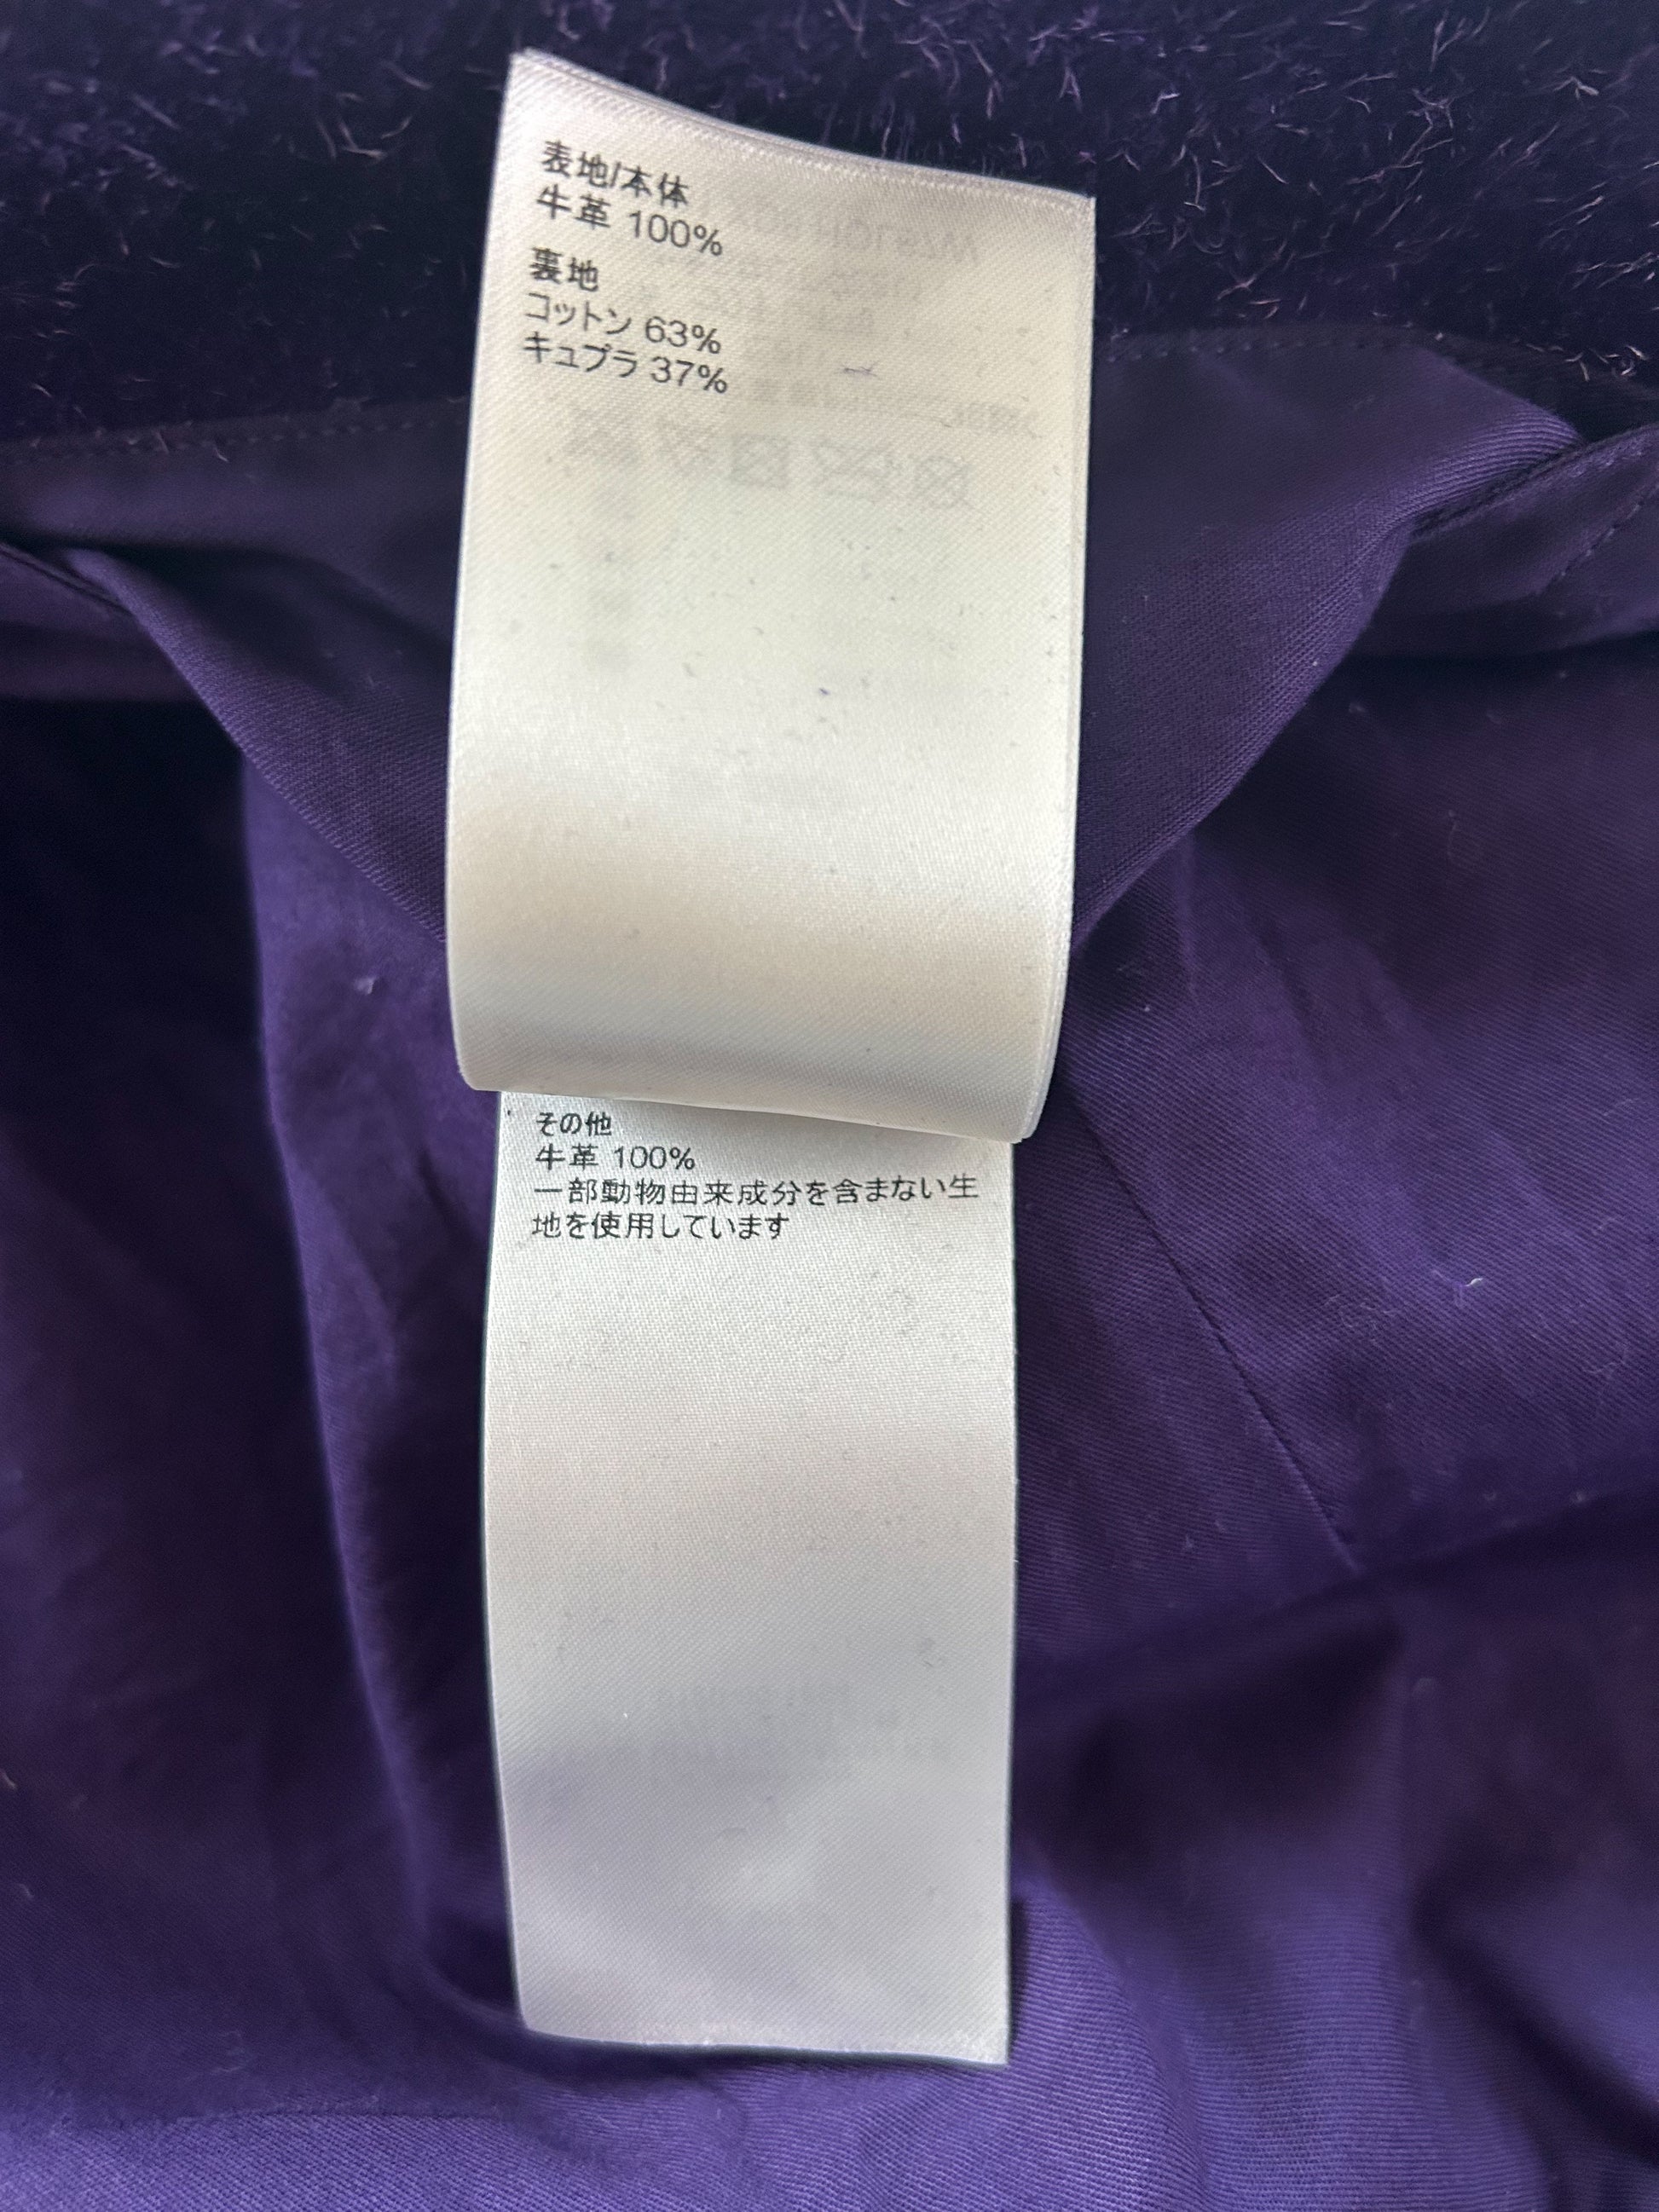 表地/本体
牛革 100%
裏地
コットン 63%
キュプラ 37%
その他
牛革 100%
一部動物由来成分を含まない生
地を使用しています